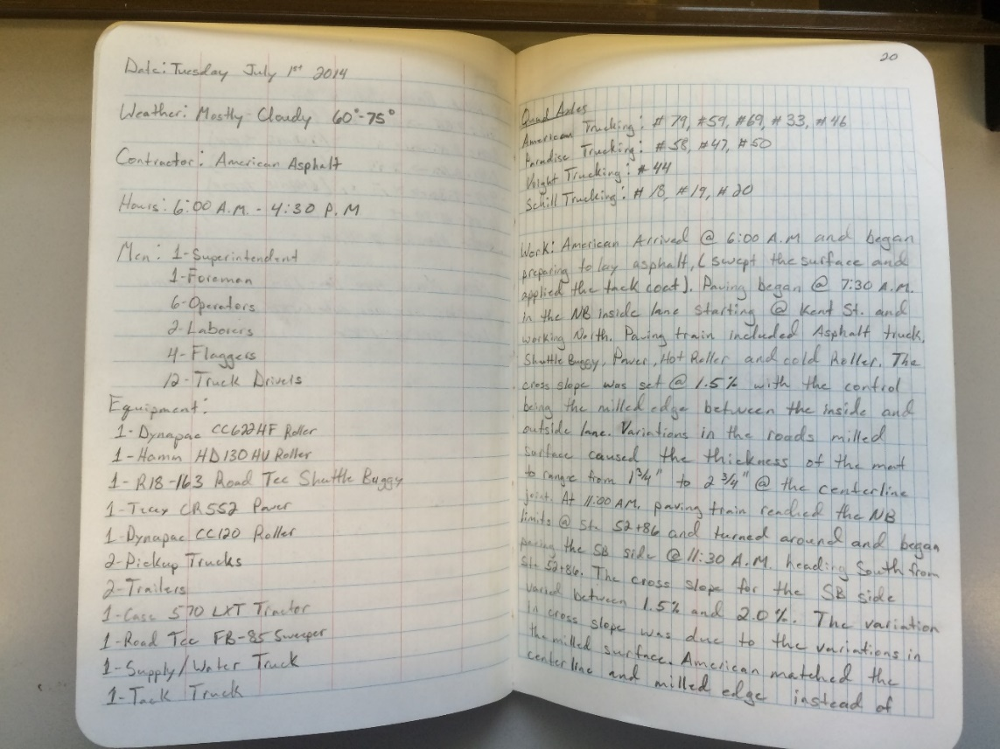 Date: Tuesday July 1st 2014
Weather: Mostly Cloudy 60°-75°
Contractor: American Asphalt
Hours: 6:00 A.M. - 4:30 P.M
Men: 1-Superintendent
1-Foreman
6-Operators
2-Laborers
4-Flaggers
12-Truck Drivers
Equipment:
1-Dynapac CC622HF Roller
1-Hamm HD130HV Roller
1-R18-163 Road Tec Shuttle Buggy
1-Terex CR552 Paver
1-Dynapac CC120 Roller
2-Pickup Trucks
2-Trailers
1-Case 570 LXT Tractor
1-Road Tec FB-85 Sweeper
1-Supply/Water Truck
1-Tack Truck
20
Quad Axles
American Trucking: #79, #59, #69, #33, #46
Paradise Trucking: #58, #47, #50
Voight Trucking: #44
Schill Trucking: #18, #19, #20
Work: American Arrived @ 6:00 A.M and began
preparing to lay asphalt, (swept the surface and
applied the tack coat). Paving began @ 7:30 A.M.
in the NB inside lane starting @ Kent St. and
working North. Paving train included Asphalt truck,
Shuttle Buggy, Paver, Hot Roller and cold Roller. The
cross slope was set @ 1.5% with the control
being the milled edge between the inside and
outside lane. Variations in the roads milled
surface caused the thickness of the mat
to range from 1 3/4" to 2 3/4" @ the centerline
joint. At 11:00 AM, paving train reached the NB
limits @ St. 52+86 and turned around and began
paving the SB side @ 11:30 A.M. heading South from
St. 52+86. The cross slope for the SB side
varied between 1.5% and 2.0%. The variation
in cross slope was due to the variations in
the milled surface. American matched the
centerline and milled edge instead of